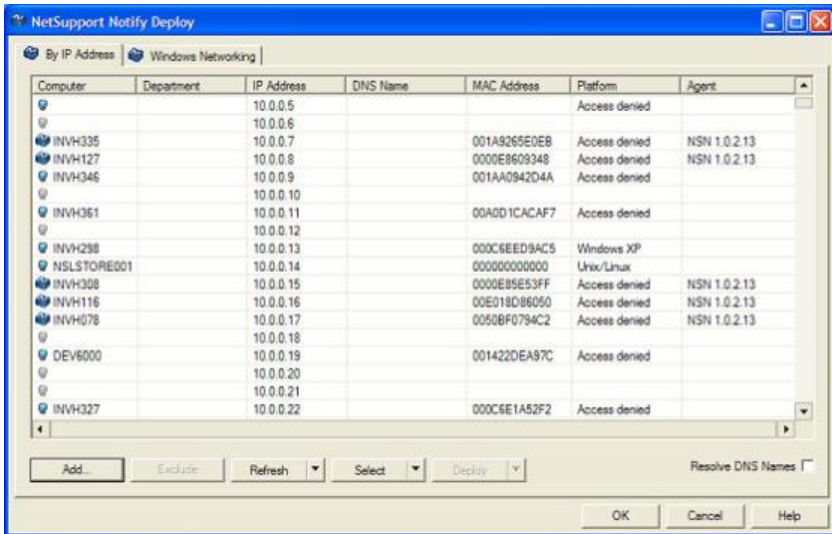 NetSupport Notify Deploy
By IP Address Windows Networking
Computer Department IP Address DNS Name MAC Address Platform Agent
10.0.0.5 Access denied
10.0.0.6
INVH335 10.0.0.7 001A9265E0EB Access denied NSN 1.0.2.13
INVH127 10.0.0.8 0000E8609348 Access denied NSN 1.0.2.13
INVH346 10.0.0.9 001AA0942D4A Access denied
10.0.0.10
INVH361 10.0.0.11 00A0D1CACAF7 Access denied
10.0.0.12
INVH298 10.0.0.13 000C6EED9AC5 Windows XP
NSLSTORE001 10.0.0.14 000000000000 Unix/Linux
INVH308 10.0.0.15 0000E85E53FF Access denied NSN 1.0.2.13
INVH116 10.0.0.16 00E018D86050 Access denied NSN 1.0.2.13
INVH078 10.0.0.17 0050BF0794C2 Access denied NSN 1.0.2.13
10.0.0.18
DEV6000 10.0.0.19 001422DEA97C Access denied
10.0.0.20
10.0.0.21
INVH327 10.0.0.22 000C6E1A52F2 Access denied
Add... Exclude Refresh Select Deploy Resolve DNS Names
OK Cancel Help